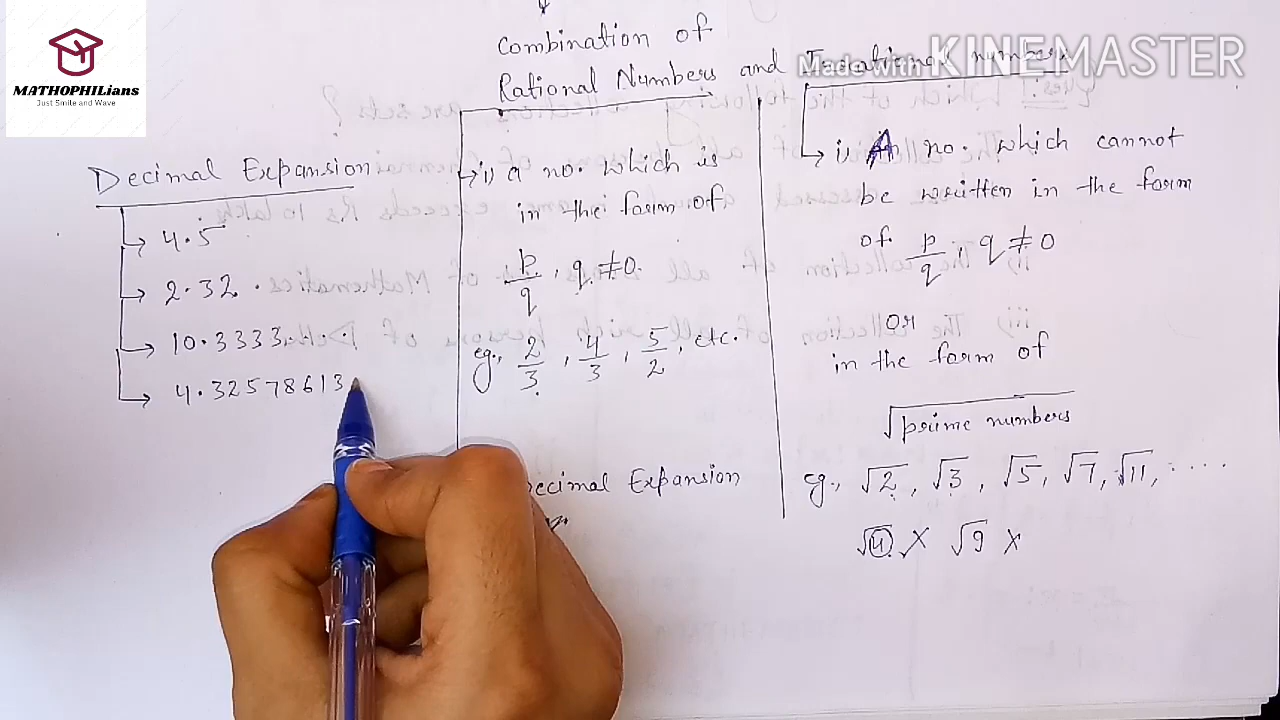 MATHOPHILians
Just Smile and Wave
Made with KINEMASTER
Combination of
Rational Numbers and Irrational numbers
Decimal Expansion
4.5
2.32.
10.3333...
4.32578613
i) a no. which is
in the form of
p/q, q ≠ 0.
eg., 2/3, 4/3, 5/2, etc.
Decimal Expansion
i) A no. which cannot
be written in the form
of p/q, q ≠ 0
or
in the form of
√prime numbers
eg., √2, √3, √5, √7, √11, ....
√4 X √9 X